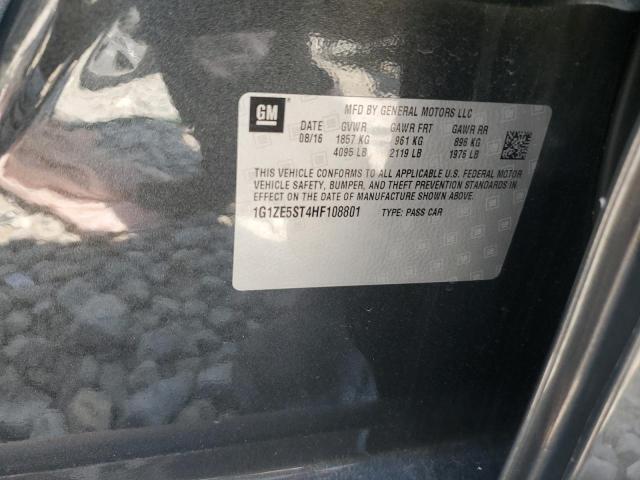 GM
MFD BY GENERAL MOTORS LLC
DATE GVWR GAWR FRT GAWR RR
08/16 1857 KG 961 KG 896 KG
4095 LB 2119 LB 1976 LB
THIS VEHICLE CONFORMS TO ALL APPLICABLE U.S. FEDERAL MOTOR
VEHICLE SAFETY, BUMPER, AND THEFT PREVENTION STANDARDS IN
EFFECT ON THE DATE OF MANUFACTURE SHOWN ABOVE.
1G1ZE5ST4HF108801 TYPE: PASS CAR